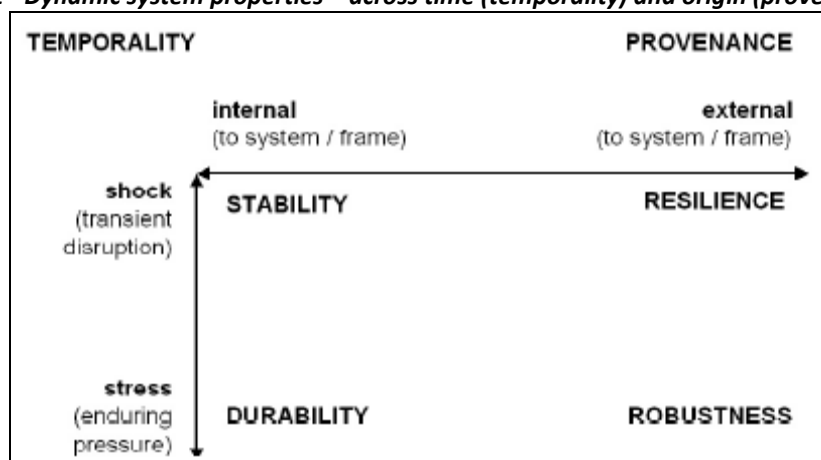 Dynamic system properties – across time (temporality) and origin (prove
TEMPORALITY PROVENANCE
internal external
(to system / frame) (to system / frame)
shock
(transient
disruption)
STABILITY RESILIENCE
stress
(enduring
pressure)
DURABILITY ROBUSTNESS